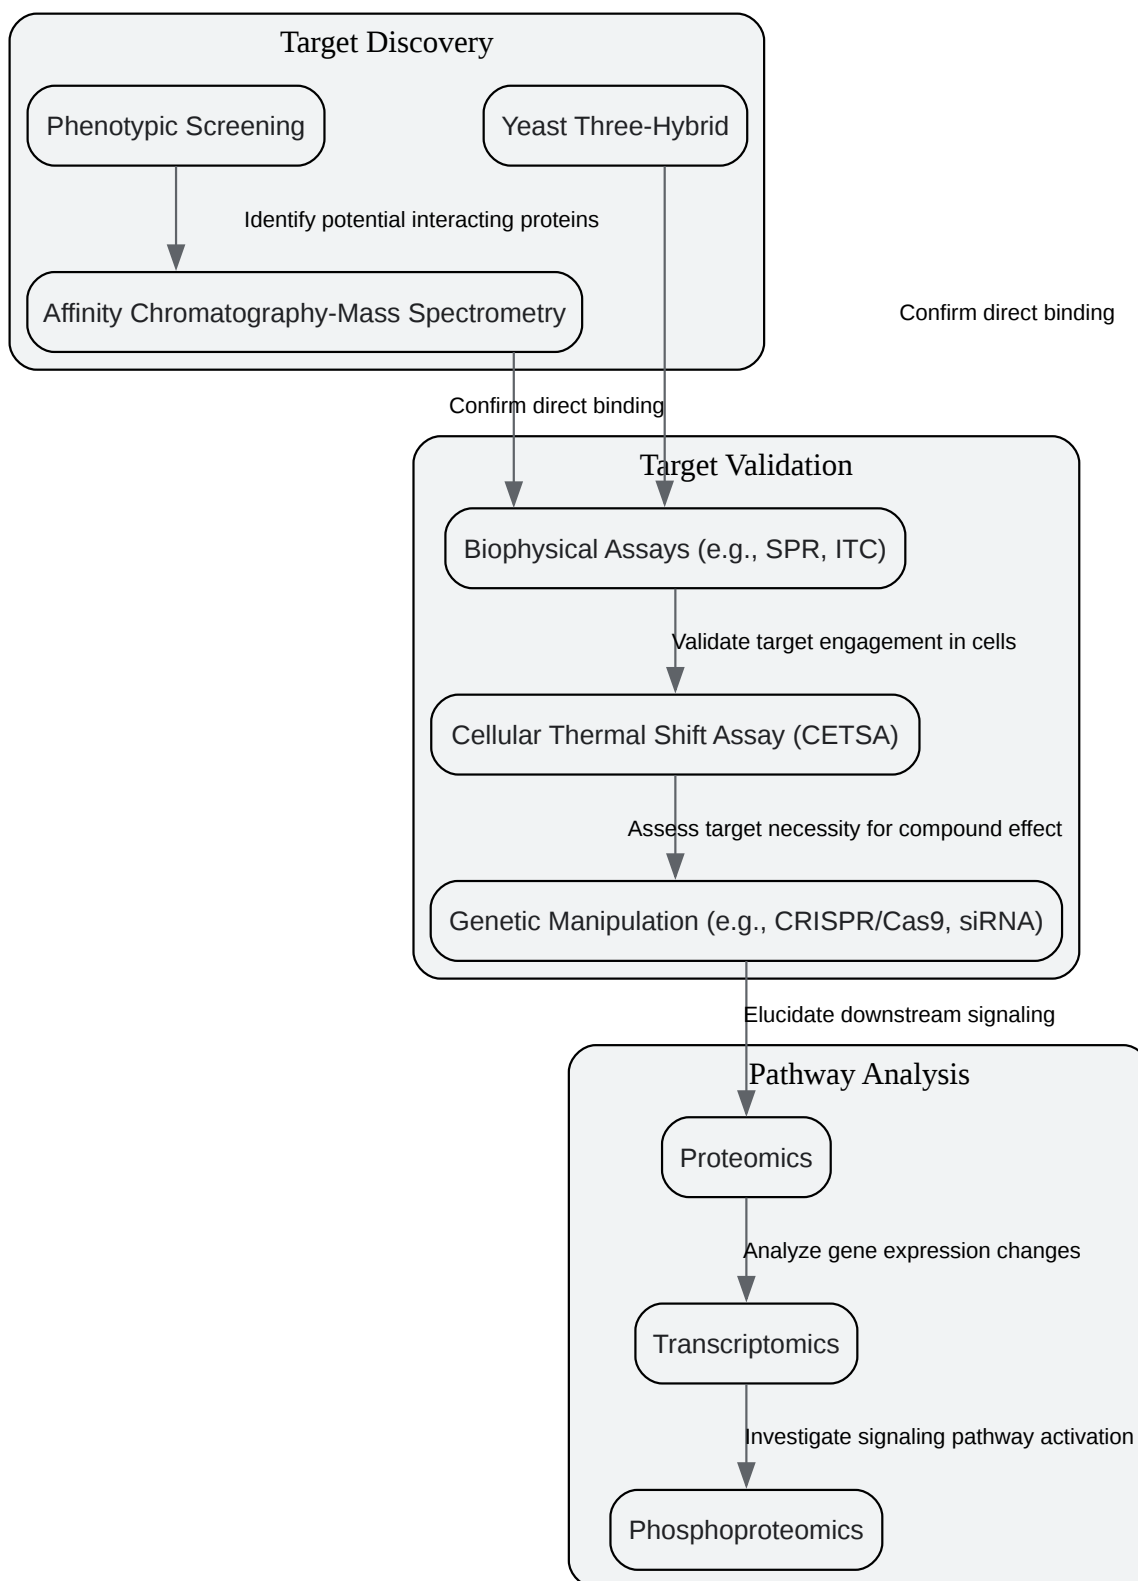 Target Discovery
Phenotypic Screening
Yeast Three-Hybrid
Identify potential interacting proteins
Affinity Chromatography-Mass Spectrometry
Confirm direct binding
Confirm direct binding
Target Validation
Biophysical Assays (e.g., SPR, ITC)
Validate target engagement in cells
Cellular Thermal Shift Assay (CETSA)
Assess target necessity for compound effect
Genetic Manipulation (e.g., CRISPR/Cas9, siRNA)
Elucidate downstream signaling
Pathway Analysis
Proteomics
Analyze gene expression changes
Transcriptomics
Investigate signaling pathway activation
Phosphoproteomics